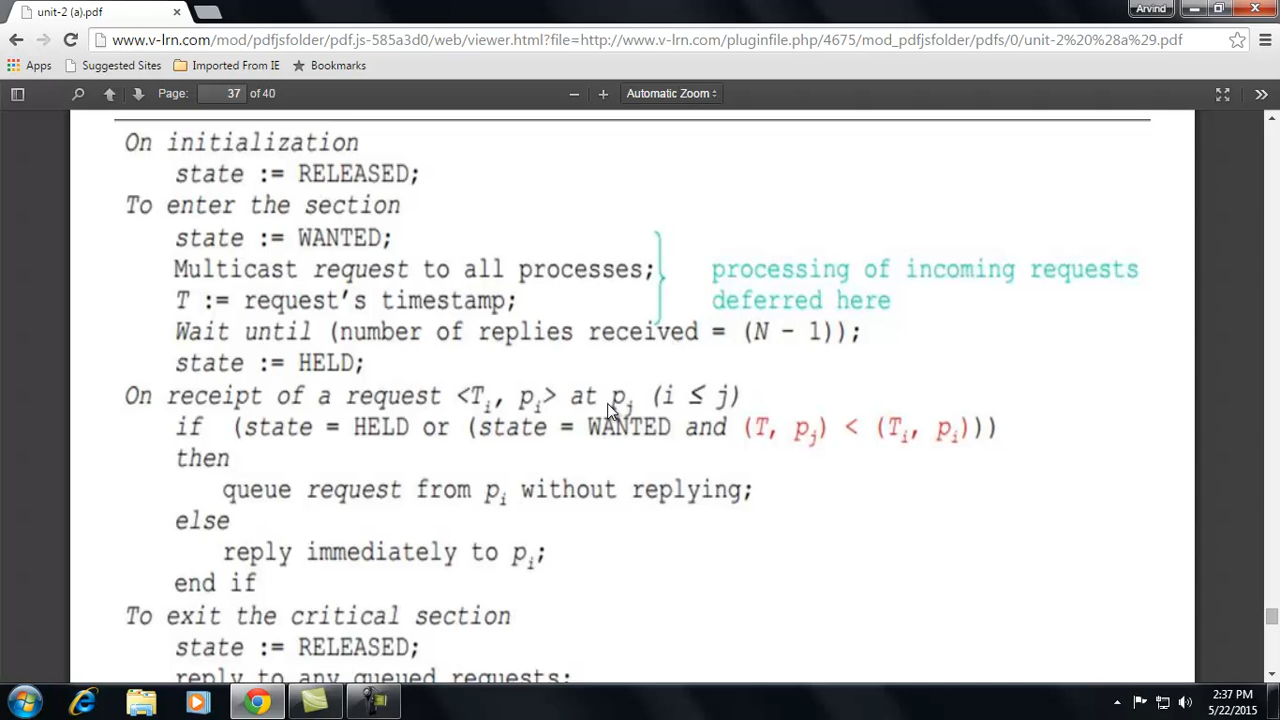 unit-2 (a).pdf
Arvind
www.v-lrn.com/mod/pdfjsfolder/pdf.js-585a3d0/web/viewer.html?file=http://www.v-lrn.com/pluginfile.php/4675/mod_pdfjsfolder/pdfs/0/unit-2%20%28a%29.pdf
Apps Suggested Sites Imported From IE Bookmarks
Page: 37 of 40 Automatic Zoom
On initialization
state := RELEASED;
To enter the section
state := WANTED;
Multicast request to all processes; processing of incoming requests
T := request's timestamp; deferred here
Wait until (number of replies received = (N - 1));
state := HELD;
On receipt of a request <Ti, pi> at pj (i ≤ j)
if (state = HELD or (state = WANTED and (T, pj) < (Ti, pi)))
then
queue request from pi without replying;
else
reply immediately to pi;
end if
To exit the critical section
state := RELEASED;
reply to any queued requests;
2:37 PM
5/22/2015